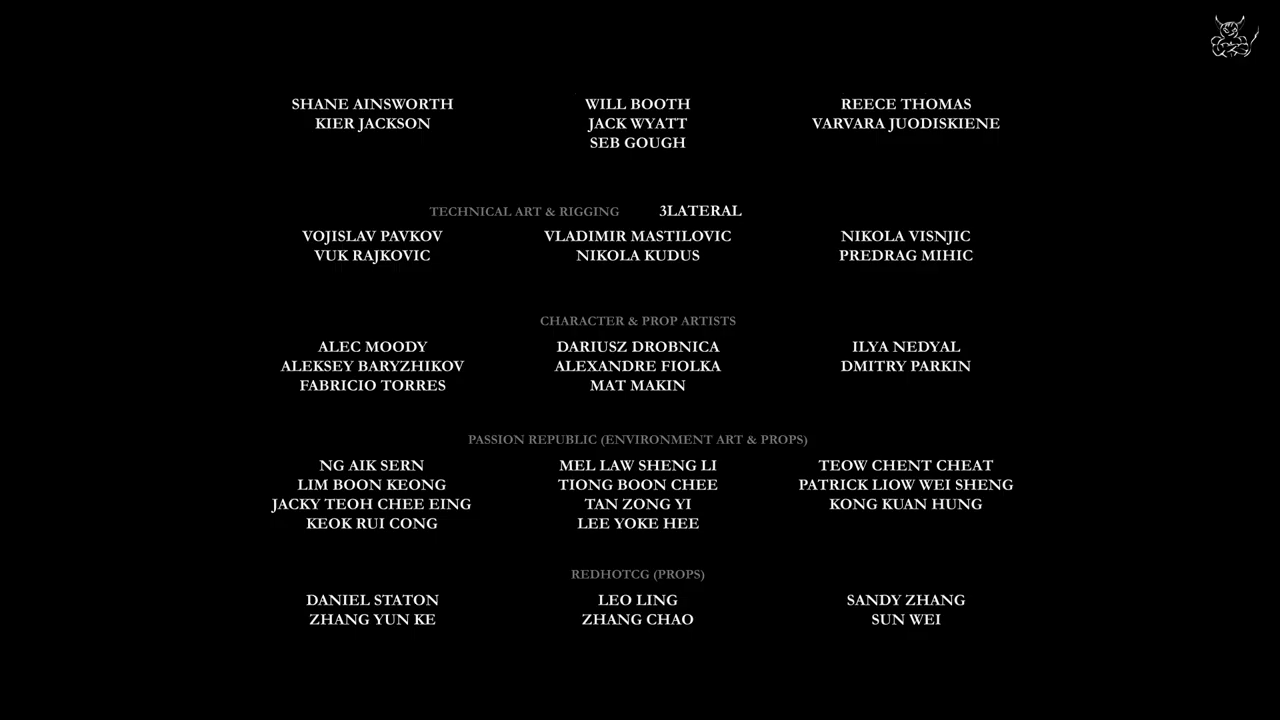 SHANE AINSWORTH WILL BOOTH REECE THOMAS
KIER JACKSON JACK WYATT VARVARA JUODISKIENE
SEB GOUGH
TECHNICAL ART & RIGGING 3LATERAL
VOJISLAV PAVKOV VLADIMIR MASTILOVIC NIKOLA VISNJIC
VUK RAJKOVIC NIKOLA KUDUS PREDRAG MIHIC
CHARACTER & PROP ARTISTS
ALEC MOODY DARIUSZ DROBNICA ILYA NEDYAL
ALEKSEY BARYZHIKOV ALEXANDRE FIOLKA DMITRY PARKIN
FABRICIO TORRES MAT MAKIN
PASSION REPUBLIC (ENVIRONMENT ART & PROPS)
NG AIK SERN MEL LAW SHENG LI TEOW CHENT CHEAT
LIM BOON KEONG TIONG BOON CHEE PATRICK LIOW WEI SHENG
JACKY TEOH CHEE EING TAN ZONG YI KONG KUAN HUNG
KEOK RUI CONG LEE YOKE HEE
REDHOTCG (PROPS)
DANIEL STATON LEO LING SANDY ZHANG
ZHANG YUN KE ZHANG CHAO SUN WEI